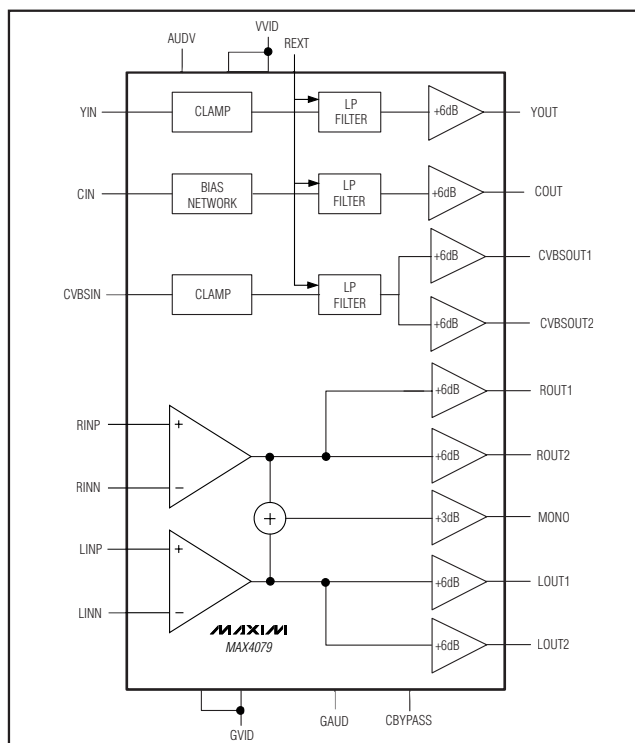 VVID
AUDV
REXT
YIN
CLAMP
LP
FILTER
+6dB
YOUT
CIN
BIAS
NETWORK
LP
FILTER
+6dB
COUT
+6dB
CVBSOUT1
CVBSIN
CLAMP
LP
FILTER
+6dB
CVBSOUT2
+6dB
ROUT1
RINP
+
+6dB
ROUT2
RINN
−
+
+3dB
MONO
LINP
+
+6dB
LOUT1
LINN
−
MAXIM
MAX4079
+6dB
LOUT2
GVID
GAUD
CBYPASS